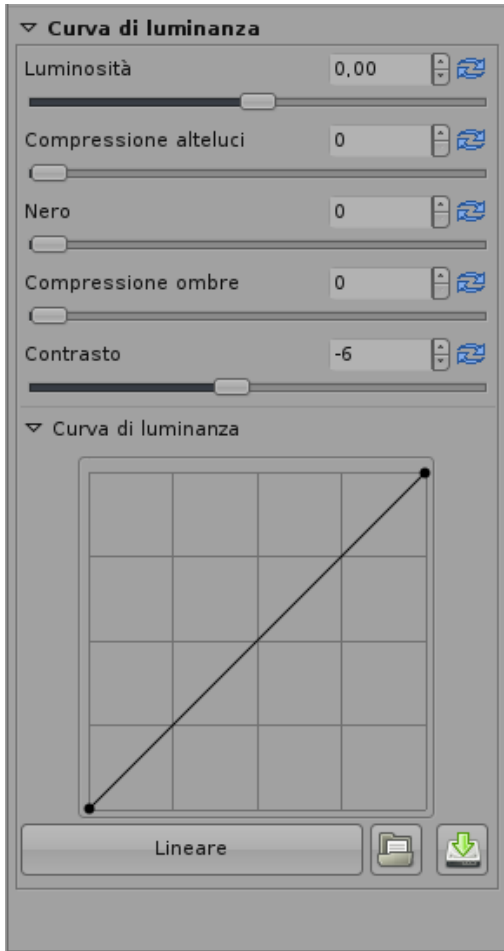 Curva di luminanza
Luminosità 0,00
Compressione alteluci 0
Nero 0
Compressione ombre 0
Contrasto -6
Curva di luminanza
Lineare